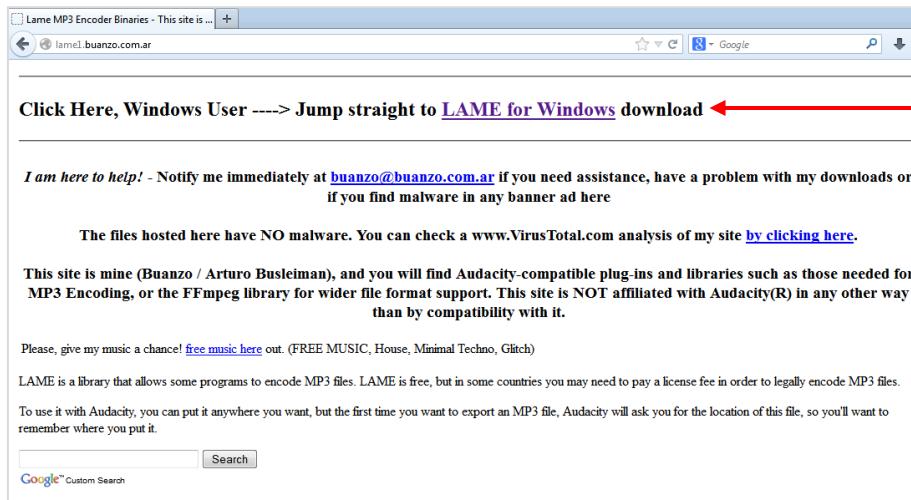 Lame MP3 Encoder Binaries - This site is ...
lame1.buanzo.com.ar
Google
Click Here, Windows User ----> Jump straight to LAME for Windows download
I am here to help! - Notify me immediately at buanzo@buanzo.com.ar if you need assistance, have a problem with my downloads or
if you find malware in any banner ad here
The files hosted here have NO malware. You can check a www.VirusTotal.com analysis of my site by clicking here.
This site is mine (Buanzo / Arturo Busleiman), and you will find Audacity-compatible plug-ins and libraries such as those needed for
MP3 Encoding, or the FFmpeg library for wider file format support. This site is NOT affiliated with Audacity(R) in any other way
than by compatibility with it.
Please, give my music a chance! free music here out. (FREE MUSIC, House, Minimal Techno, Glitch)
LAME is a library that allows some programs to encode MP3 files. LAME is free, but in some countries you may need to pay a license fee in order to legally encode MP3 files.
To use it with Audacity, you can put it anywhere you want, but the first time you want to export an MP3 file, Audacity will ask you for the location of this file, so you'll want to
remember where you put it.
Search
Google™ Custom Search